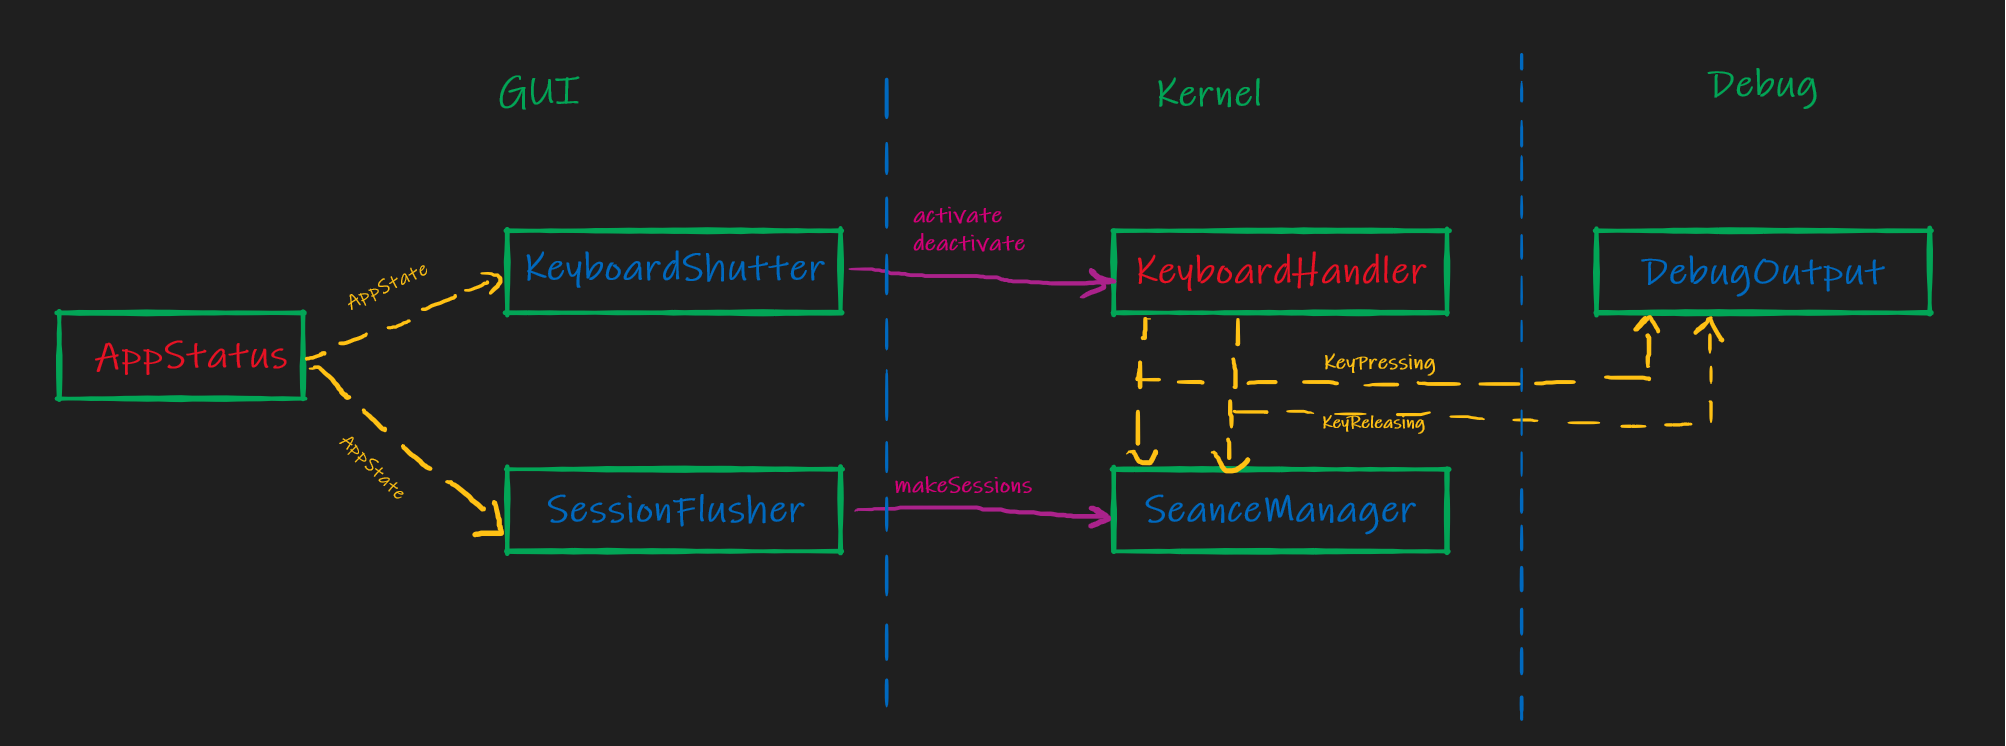 GUI
Kernel
Debug
activate
deactivate
AppState
KeyboardShutter
KeyboardHandler
DebugOutput
AppStatus
KeyPressing
KeyReleasing
AppState
makeSessions
SessionFlusher
SeanceManager